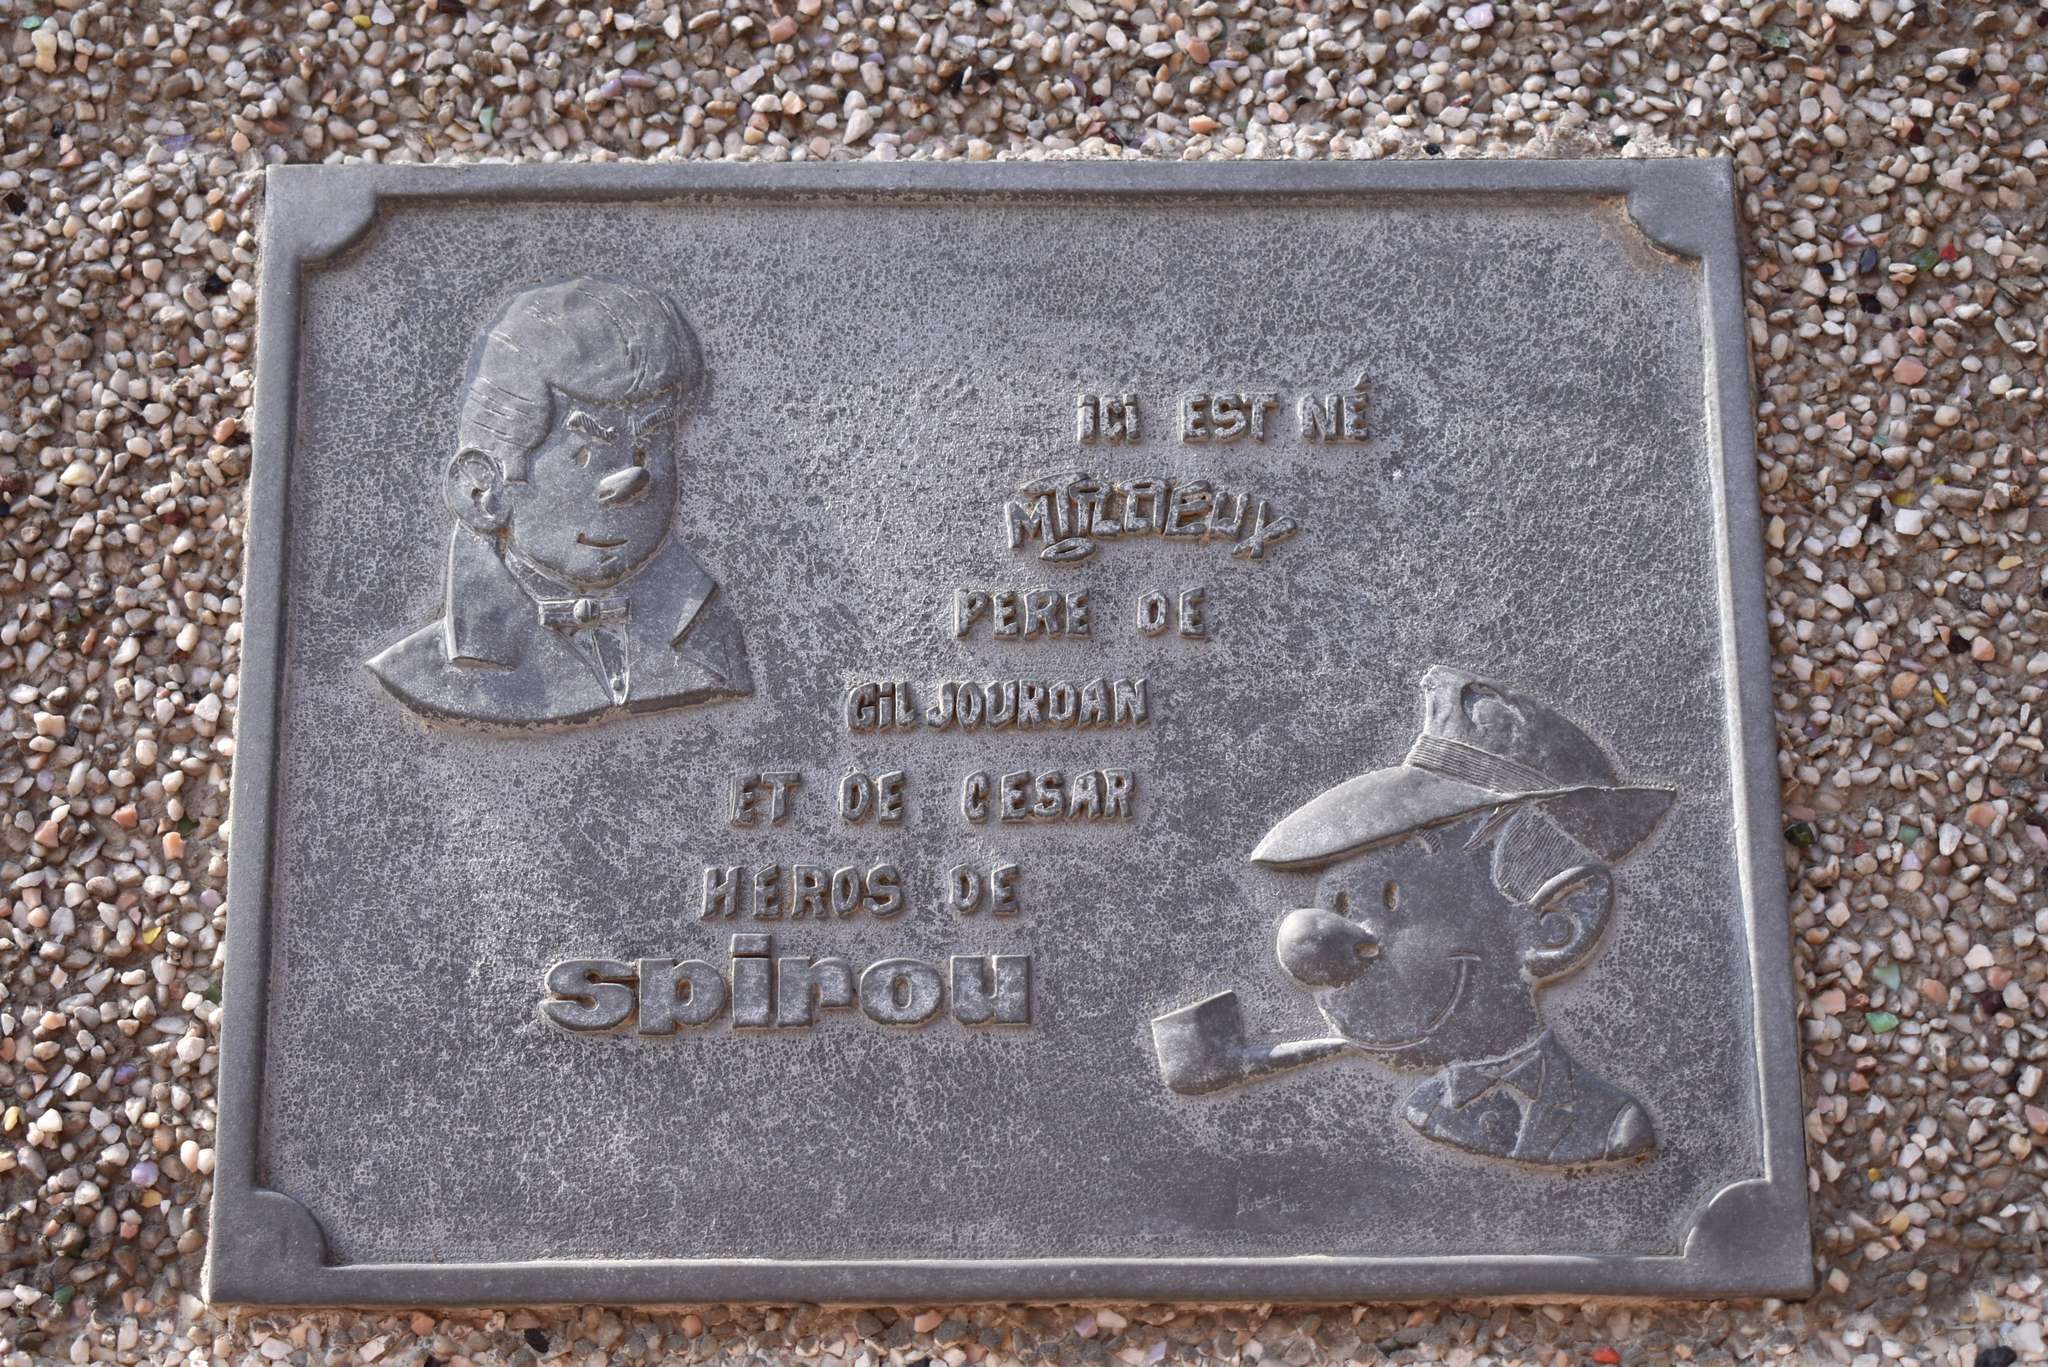 iCi EST NÉ
M.TiLLiEUX
PERE DE
GiL JOURDAN
ET DE CESAR
HEROS DE
spirou